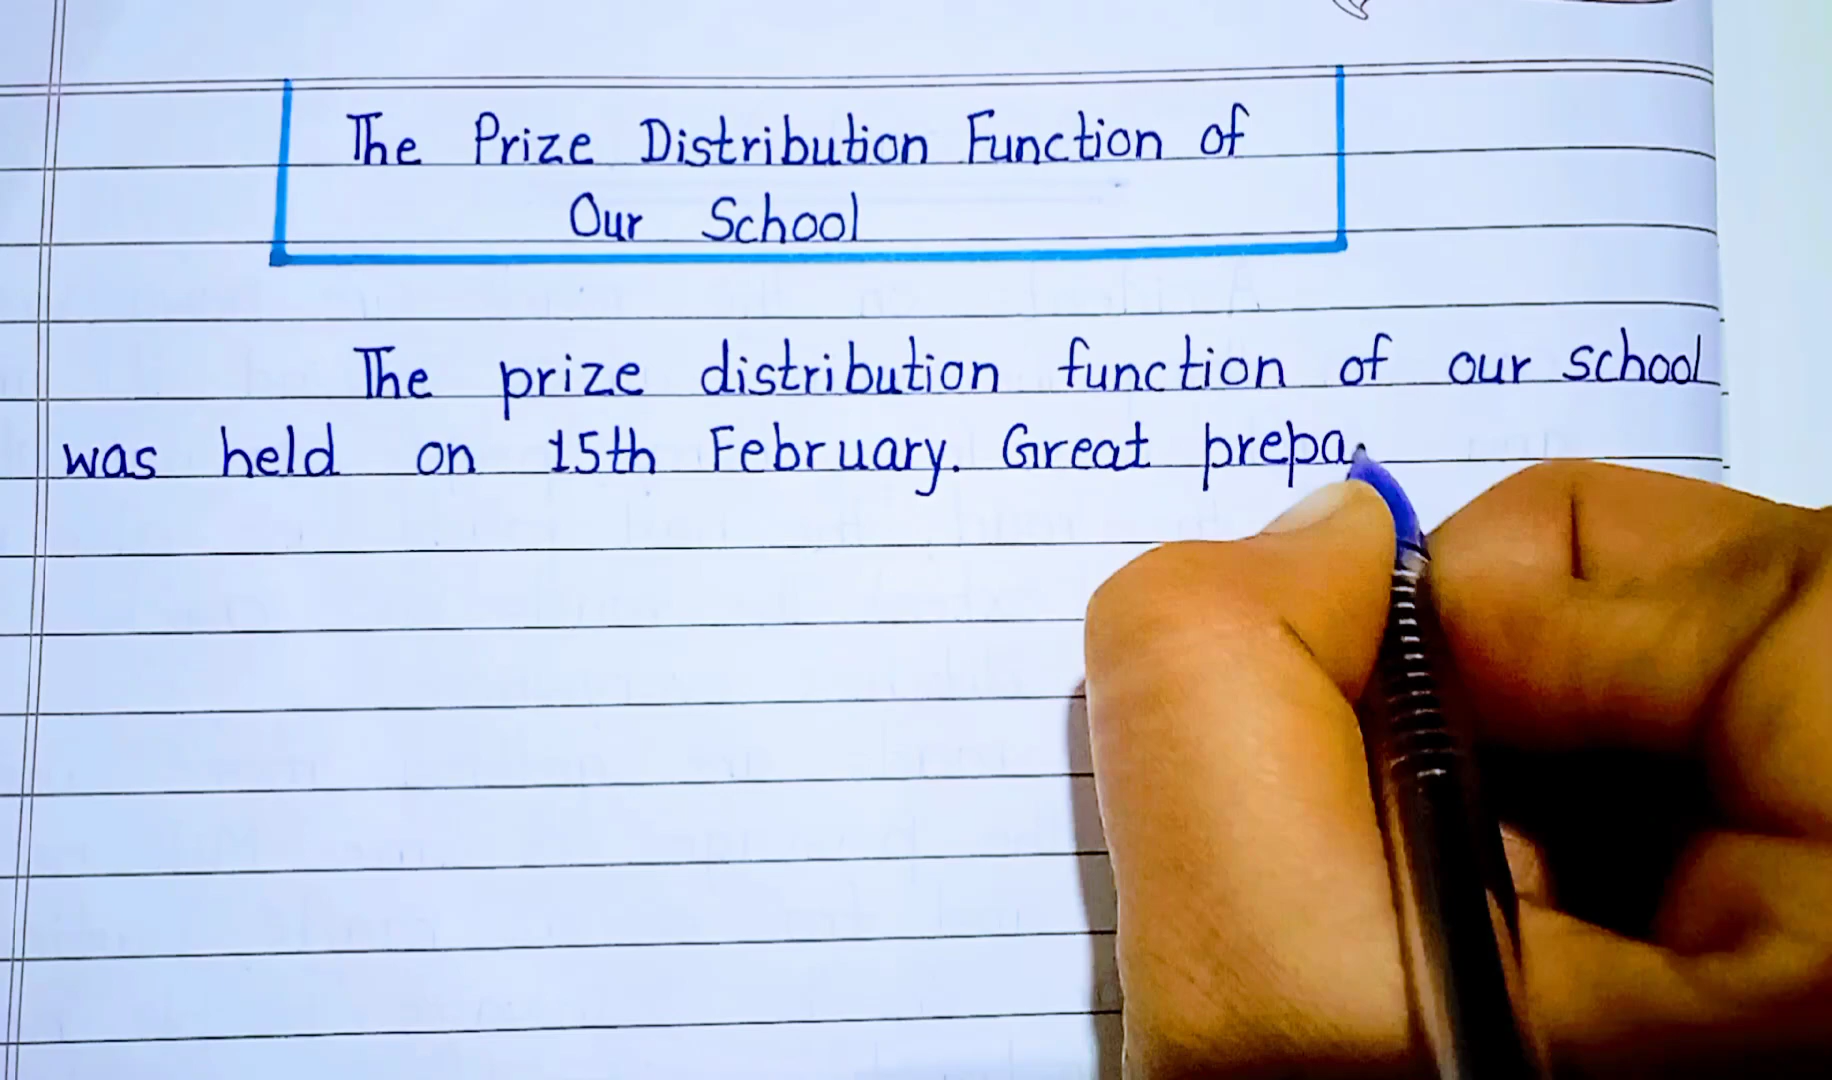 The Prize Distribution Function of
Our School
The prize distribution function of our school
was held on 15th February. Great prepa